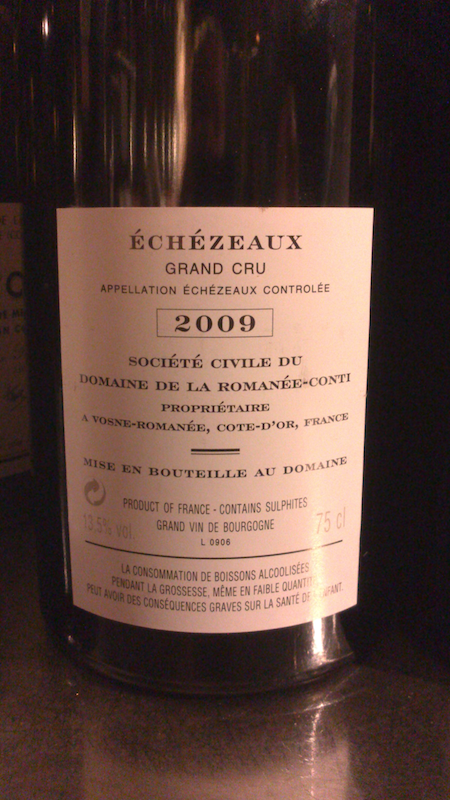 ÉCHÉZEAUX
GRAND CRU
APPELLATION ÉCHÉZEAUX CONTROLÉE
2009
SOCIÉTÉ CIVILE DU
DOMAINE DE LA ROMANÉE-CONTI
PROPRIÉTAIRE
A VOSNE-ROMANÉE, COTE-D'OR, FRANCE
MISE EN BOUTEILLE AU DOMAINE
PRODUCT OF FRANCE - CONTAINS SULPHITES
13.5% vol. GRAND VIN DE BOURGOGNE 75 cl
L 0906
LA CONSOMMATION DE BOISSONS ALCOOLISÉES
PENDANT LA GROSSESSE, MÊME EN FAIBLE QUANTIT
PEUT AVOIR DES CONSÉQUENCES GRAVES SUR LA SANTÉ DE